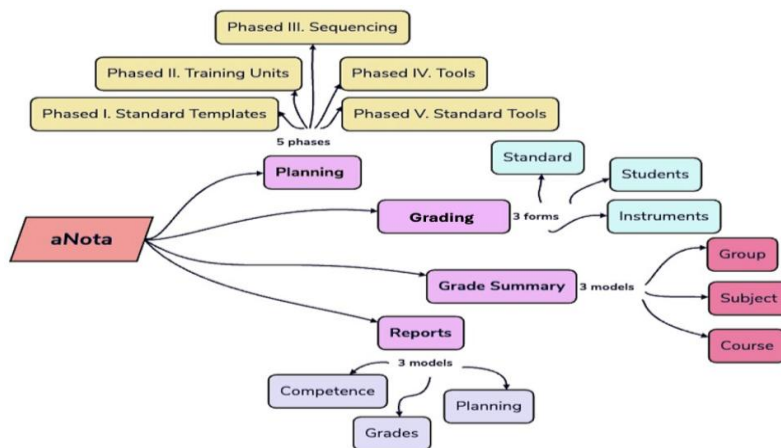 Phased III. Sequencing
Phased II. Training Units
Phased IV. Tools
Phased I. Standard Templates
Phased V. Standard Tools
5 phases
Planning
Standard
Students
Grading
3 forms
Instruments
aNota
Group
Grade Summary
3 models
Subject
Reports
Course
3 models
Competence
Planning
Grades